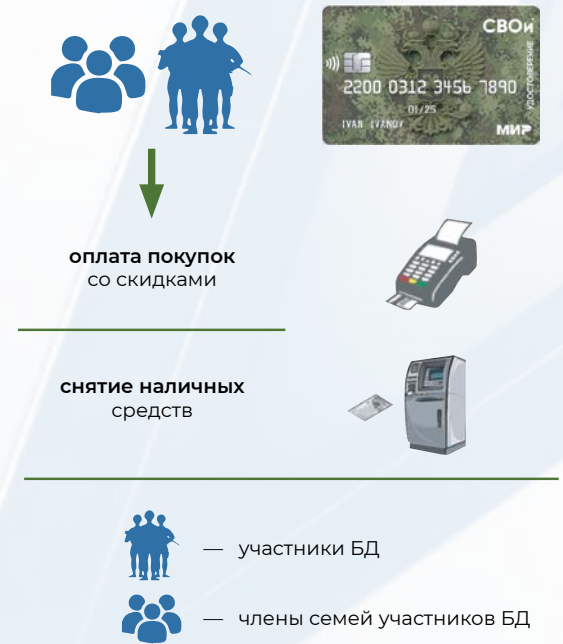 СВОи
УДОСТОВЕРЕНИЕ
2200 0312 3456 7890
01/25
IVAN IVANOV
МИР
оплата покупок
со скидками
снятие наличных
средств
— участники БД
— члены семей участников БД